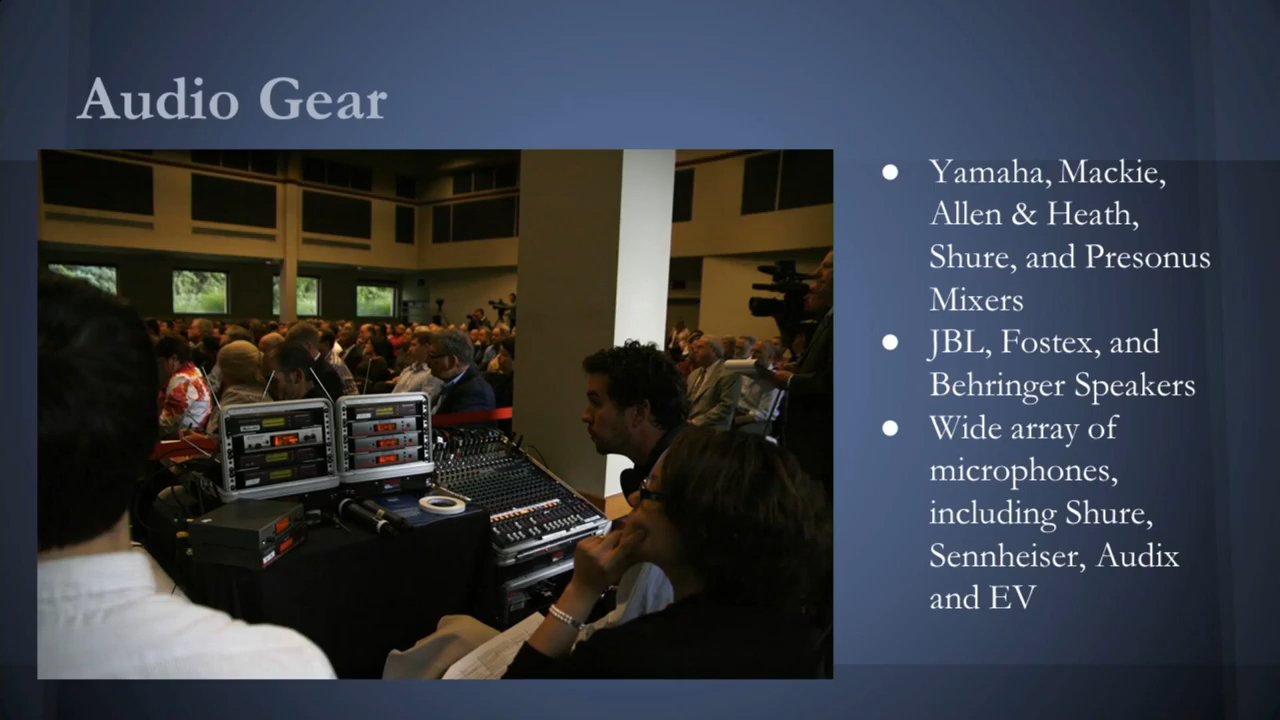 Audio Gear
● Yamaha, Mackie,
Allen & Heath,
Shure, and Presonus
Mixers
● JBL, Fostex, and
Behringer Speakers
● Wide array of
microphones,
including Shure,
Sennheiser, Audix
and EV